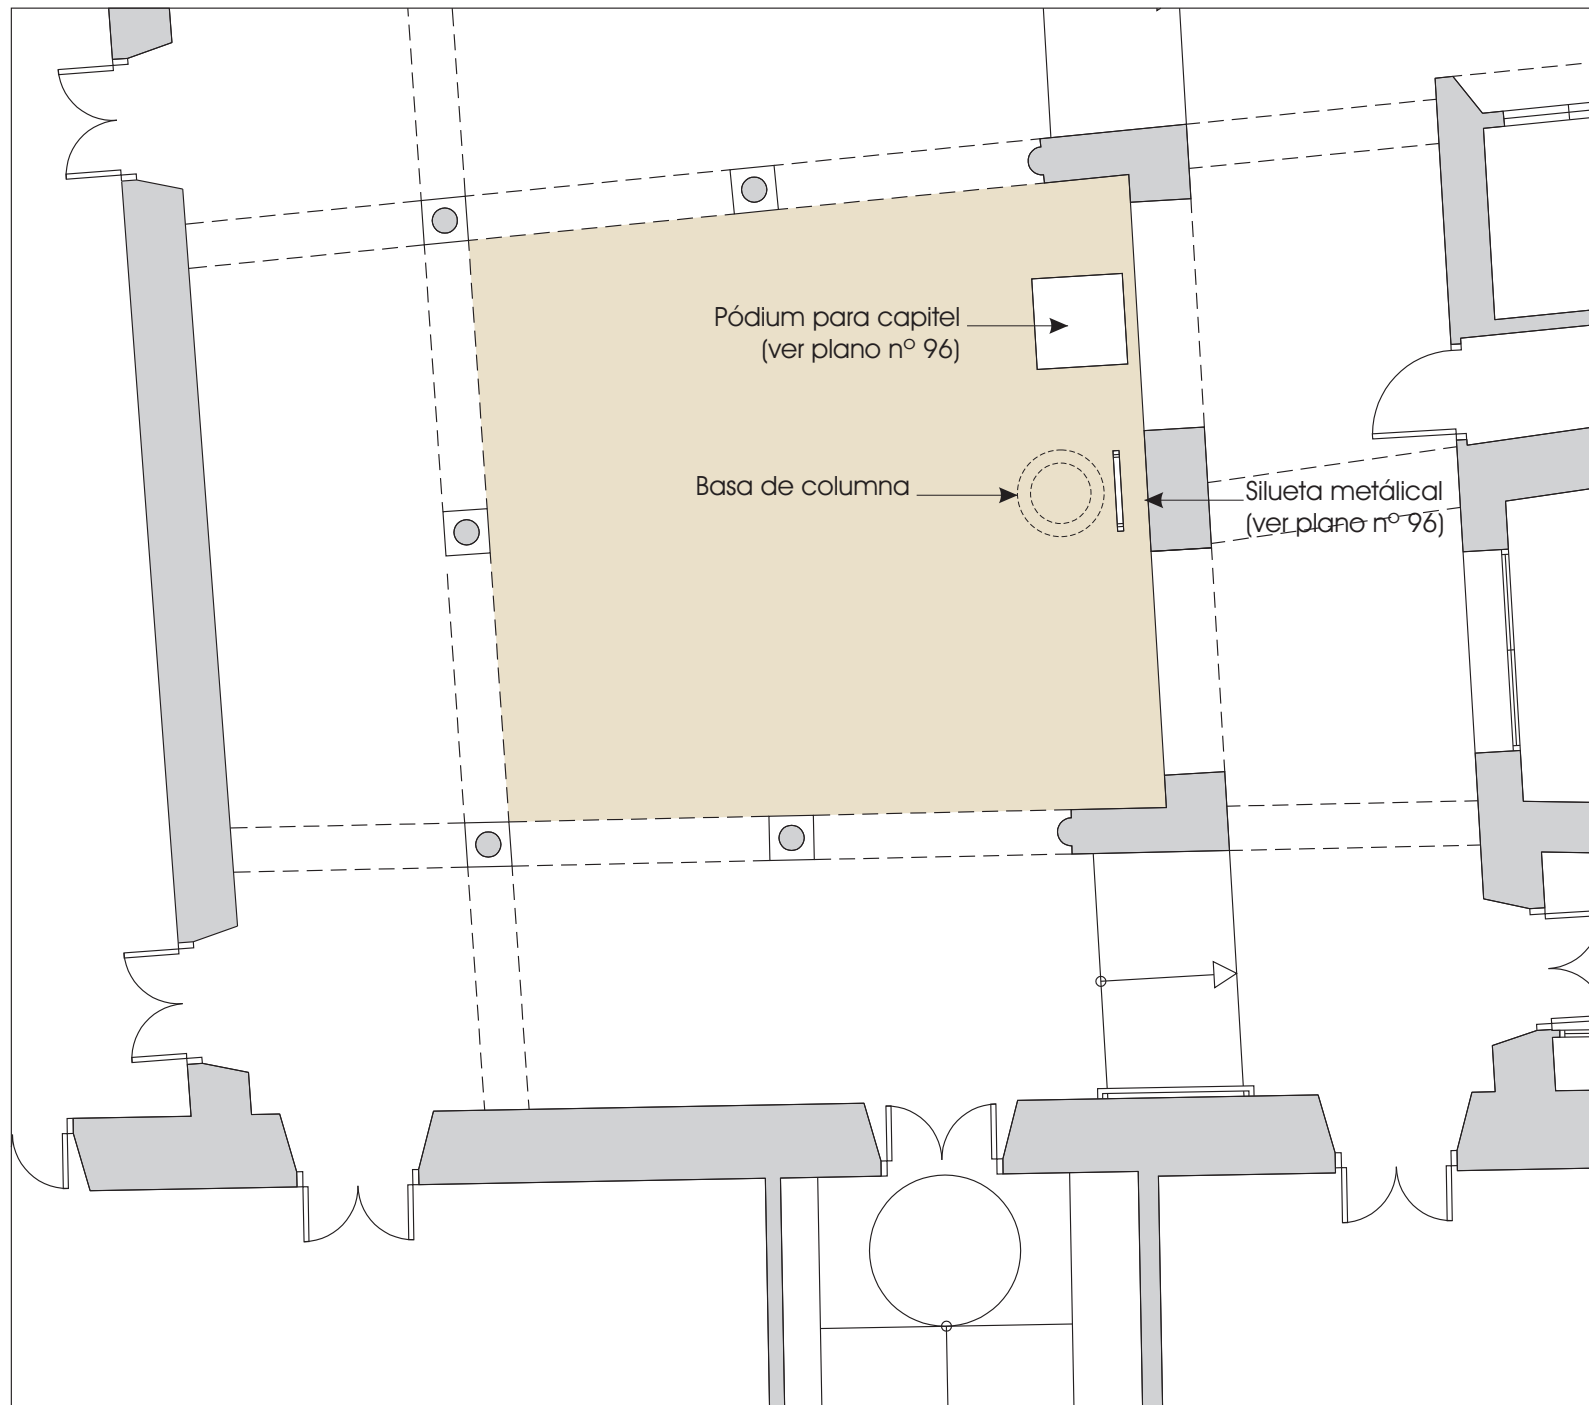 Pódium para capitel
(ver plano nº 96)
Basa de columna
Silueta metálical
(ver plano nº 96)